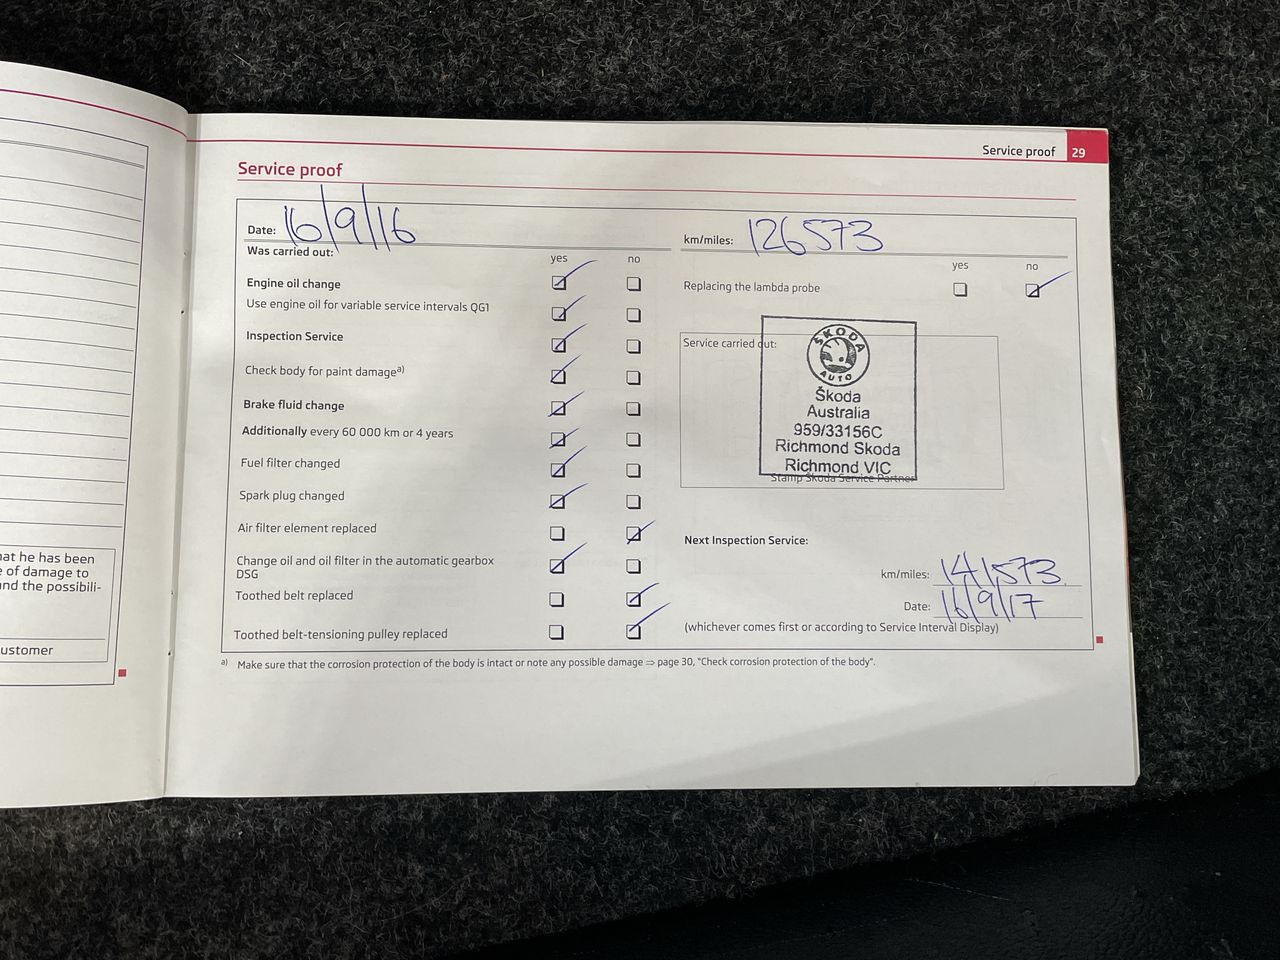 Service proof 29
Service proof
Date: 16/9/16
km/miles: 126573
Was carried out:
yes no
yes no
Engine oil change
Replacing the lambda probe
Use engine oil for variable service intervals QG1
Inspection Service
Check body for paint damage a)
Brake fluid change
Additionally every 60 000 km or 4 years
Fuel filter changed
Spark plug changed
Air filter element replaced
Change oil and oil filter in the automatic gearbox
DSG
Toothed belt replaced
Toothed belt-tensioning pulley replaced
Service carried out:
ŠKODA
AUTO
Škoda
Australia
959/33156C
Richmond Skoda
Richmond VIC
Stamp Škoda Service Partner
Next Inspection Service:
km/miles: 141573
Date: 16/9/17
(whichever comes first or according to Service Interval Display)
a) Make sure that the corrosion protection of the body is intact or note any possible damage ⇒ page 30, "Check corrosion protection of the body".
he has been
of damage to
and the possibili-